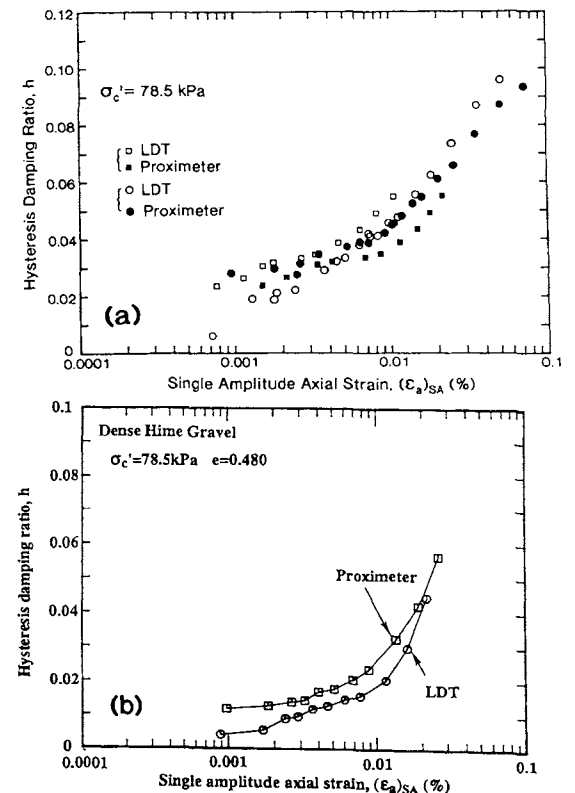 0.12
0.10
σc' = 78.5 kPa
0.08
LDT
Proximeter
LDT
Proximeter
0.06
0.04
0.02
0
(a)
Hysteresis Damping Ratio, h
0.0001 0.001 0.01 0.1
Single Amplitude Axial Strain, (εa)SA (%)
0.1
Dense Hime Gravel
σc'=78.5kPa e=0.480
0.08
0.06
Proximeter
0.04
LDT
0.02
0
(b)
Hysteresis damping ratio, h
0.0001 0.001 0.01 0.1
Single amplitude axial strain, (εa)SA (%)